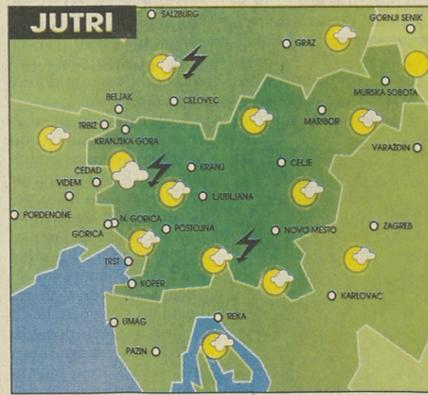 JUTRI
SALZBURG
GORNJI SENIK
GRAZ
MURSKA SOBOTA
BELJAK
CELOVEC
MARIBOR
TRBIŽ
KRANJSKA GORA
VARAŽDIN
ČEDAD
KRANJ
CELJE
VIDEM
LJUBLJANA
PORDENONE
N. GORICA
GORICA
POSTOJNA
NOVO MESTO
ZAGREB
TRST
KOPER
KARLOVAC
UMAG
REKA
PAZIN